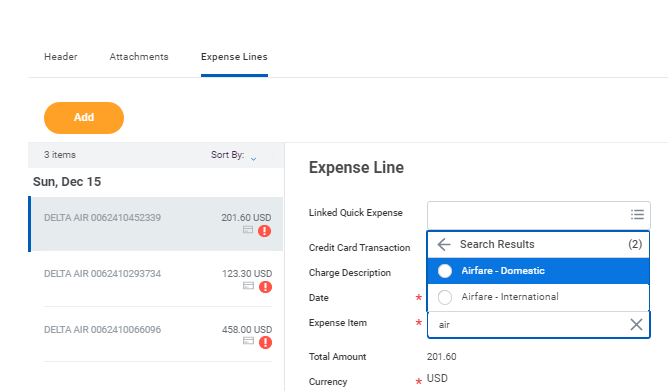 Header Attachments Expense Lines
Add
3 items Sort By:
Sun, Dec 15
DELTA AIR 0062410452339 201.60 USD
DELTA AIR 0062410293734 123.30 USD
DELTA AIR 0062410066096 458.00 USD
Expense Line
Linked Quick Expense
Credit Card Transaction
Search Results (2)
Airfare - Domestic
Airfare - International
Charge Description
Date *
Expense Item * air
Total Amount 201.60
Currency * USD